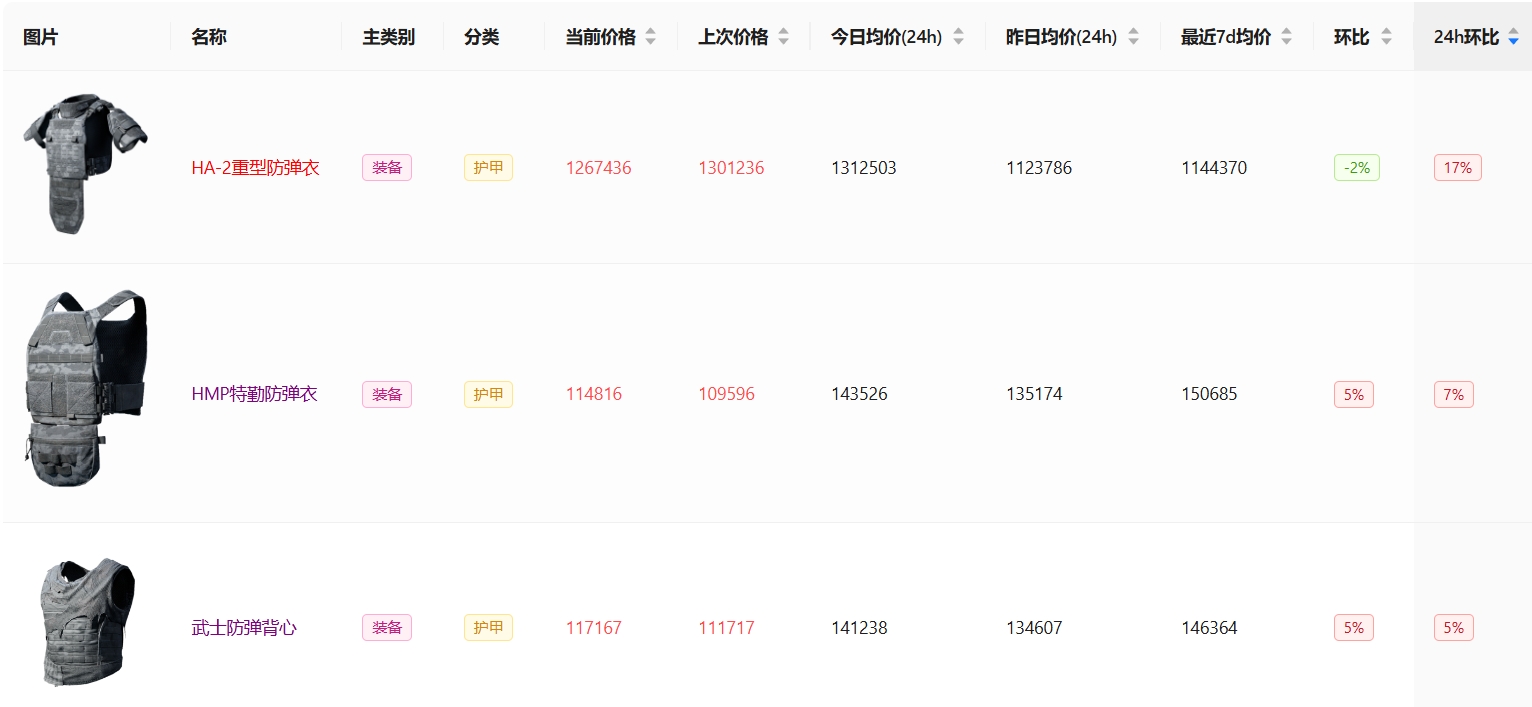 图片 名称 主类别 分类 当前价格 上次价格 今日均价(24h) 昨日均价(24h) 最近7d均价 环比 24h环比
HA-2重型防弹衣 装备 护甲 1267436 1301236 1312503 1123786 1144370 -2% 17%
HMP特勤防弹衣 装备 护甲 114816 109596 143526 135174 150685 5% 7%
武士防弹背心 装备 护甲 117167 111717 141238 134607 146364 5% 5%